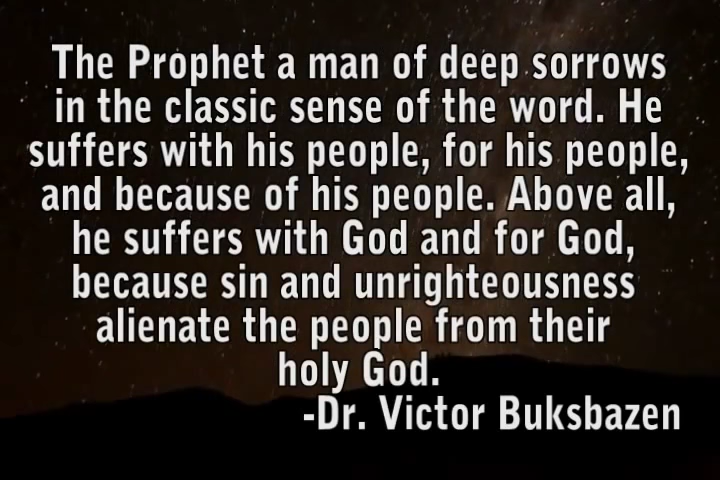 The Prophet a man of deep sorrows
in the classic sense of the word. He
suffers with his people, for his people,
and because of his people. Above all,
he suffers with God and for God,
because sin and unrighteousness
alienate the people from their
holy God.
-Dr. Victor Buksbazen